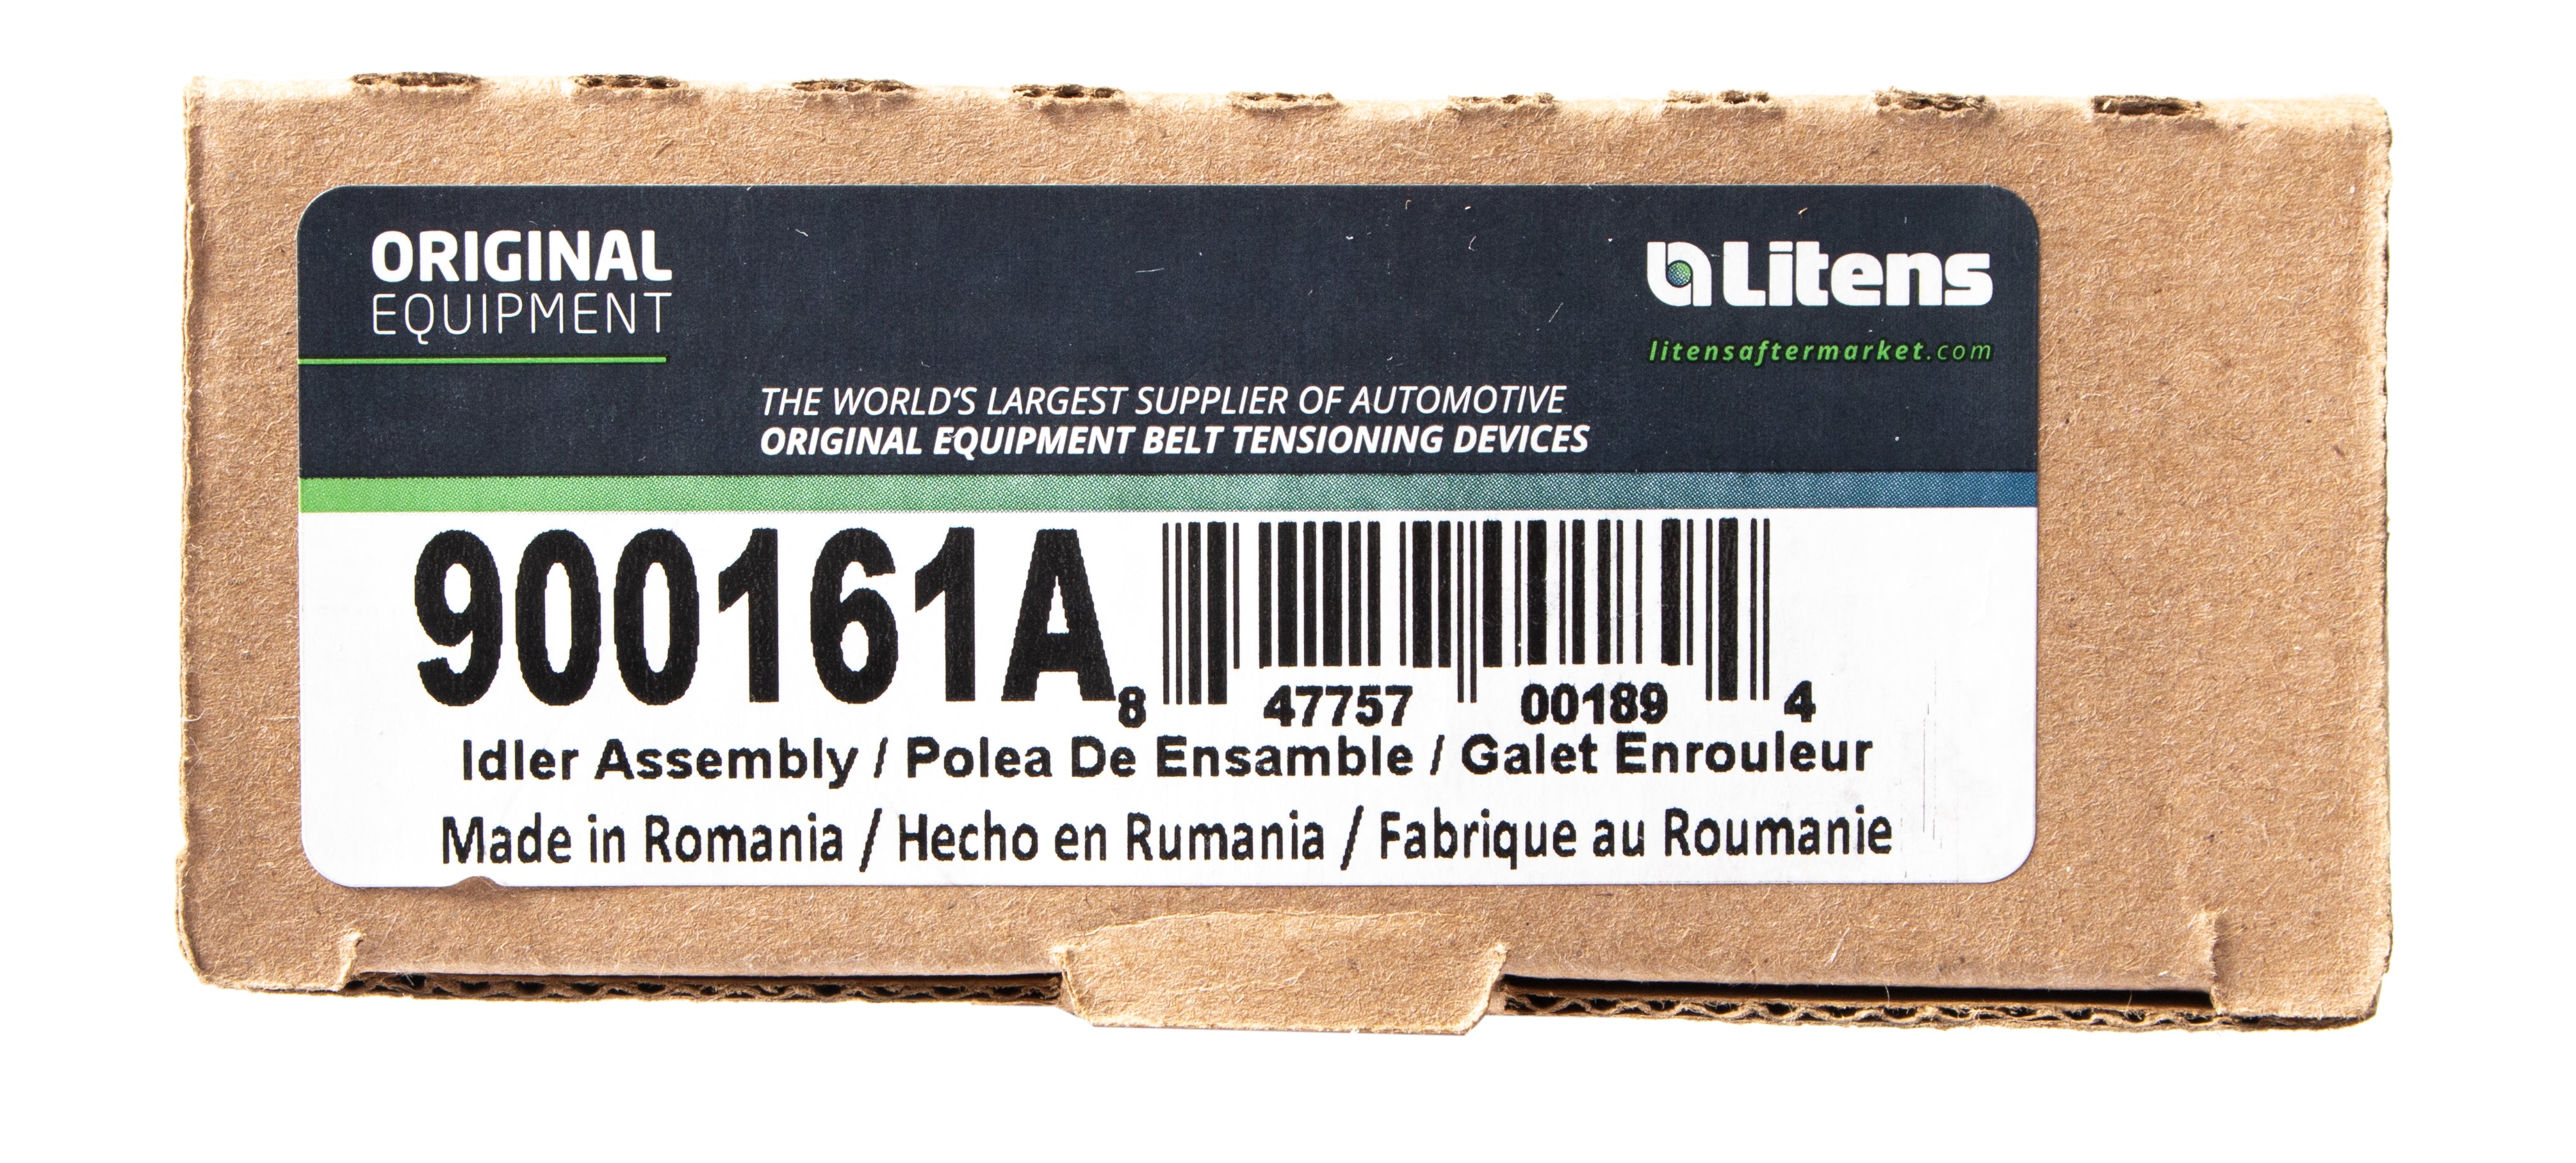 ORIGINAL
EQUIPMENT
Litens
litensaftermarket.com
THE WORLD‘S LARGEST SUPPLIER OF AUTOMOTIVE
ORIGINAL EQUIPMENT BELT TENSIONING DEVICES
900161A
8 47757 00189 4
Idler Assembly / Polea De Ensamble / Galet Enrouleur
Made in Romania / Hecho en Rumania / Fabrique au Roumanie